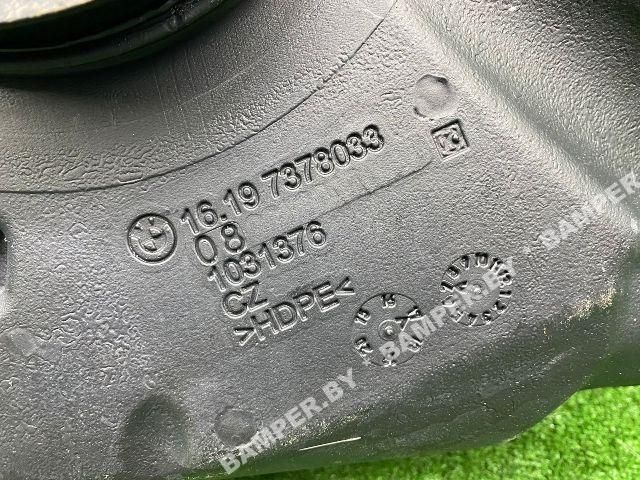 16.19 7378033
08
1031376
CZ
>HDPE<
BAMPER.BY · BAMPER.BY · BAMPER.BY